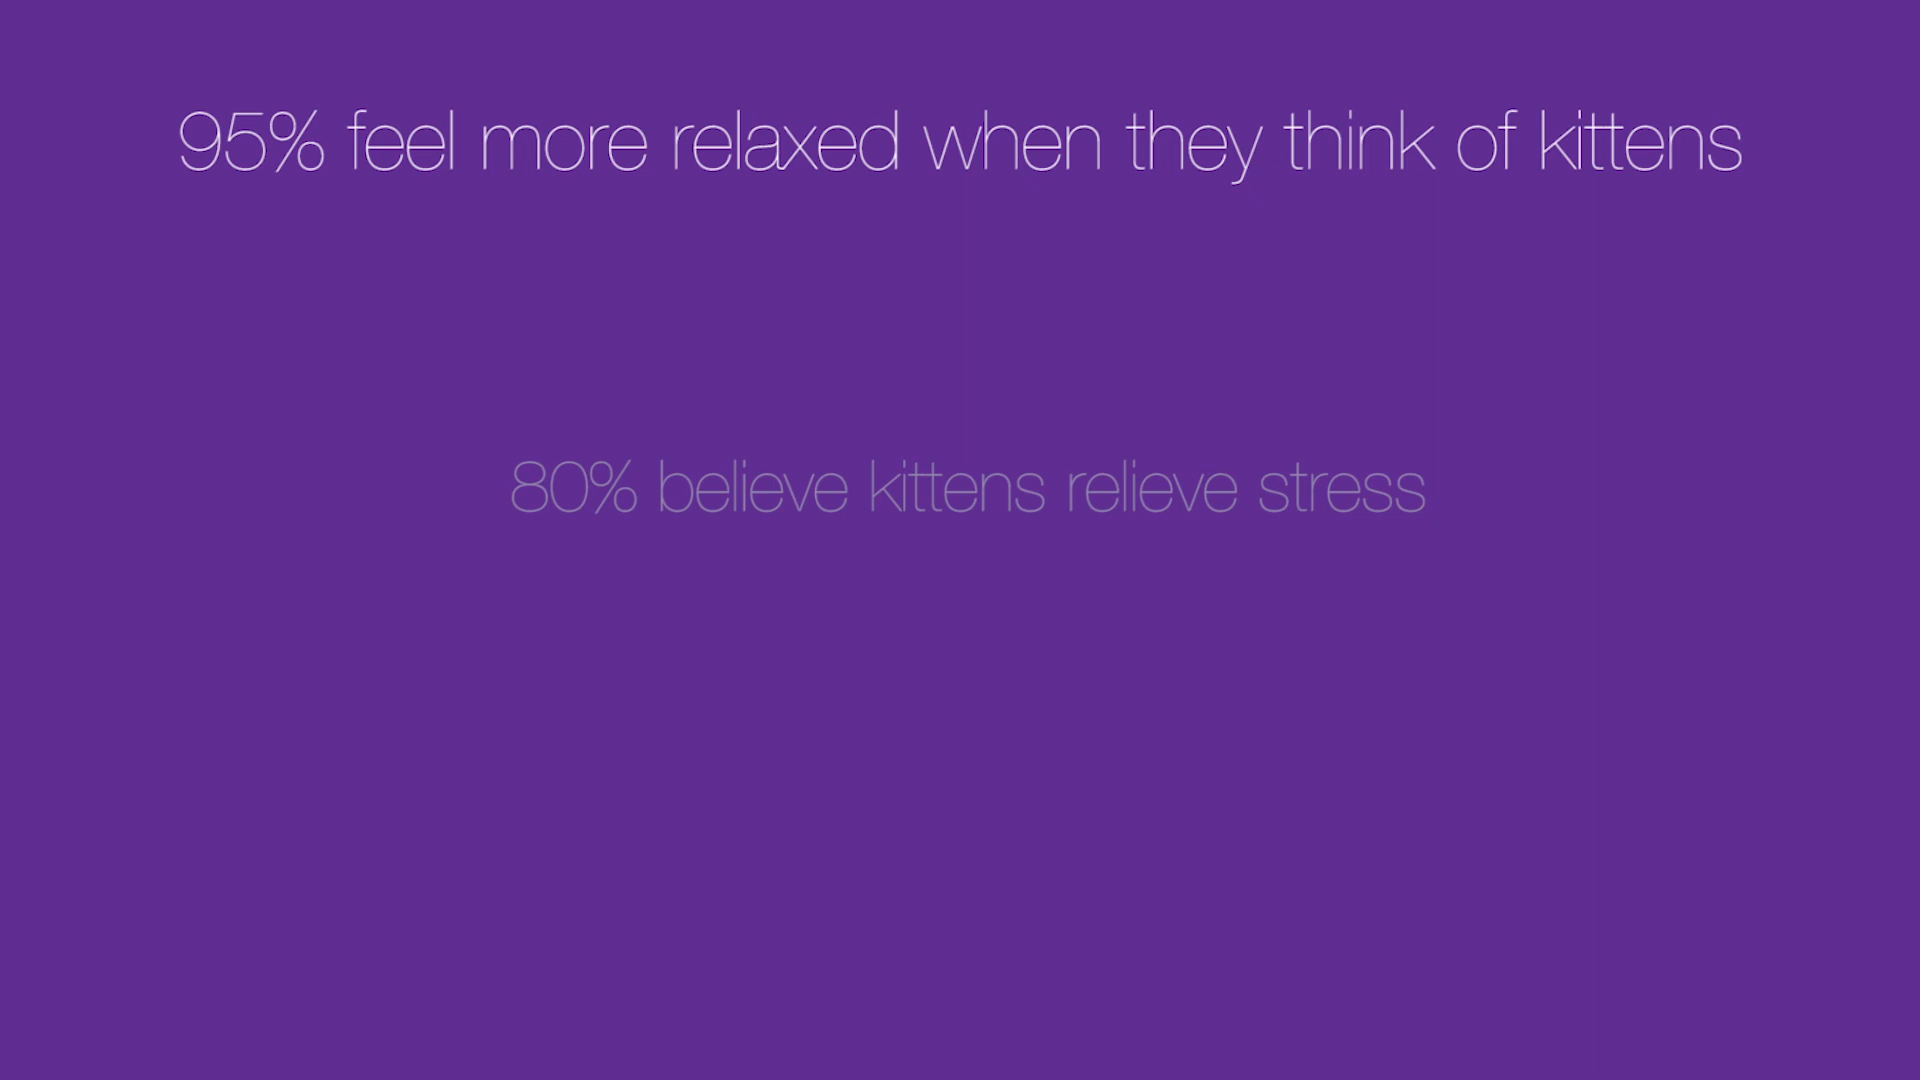 95% feel more relaxed when they think of kittens
80% believe kittens relieve stress